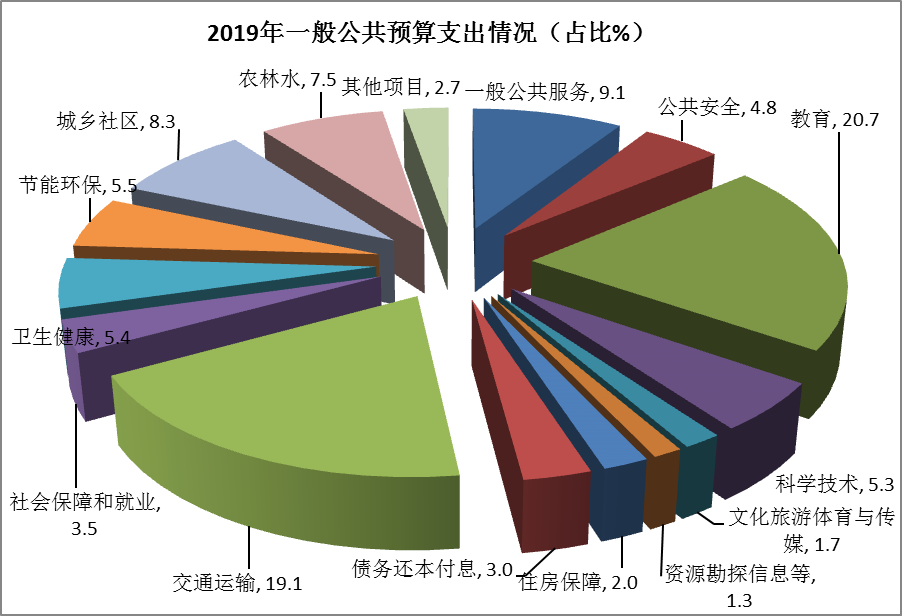 2019年一般公共预算支出情况（占比%）
农林水, 7.5
其他项目, 2.7
一般公共服务, 9.1
公共安全, 4.8
教育, 20.7
城乡社区, 8.3
节能环保, 5.5
卫生健康, 5.4
社会保障和就业,
3.5
交通运输, 19.1
债务还本付息, 3.0
住房保障, 2.0
资源勘探信息等,
1.3
文化旅游体育与传
媒, 1.7
科学技术, 5.3